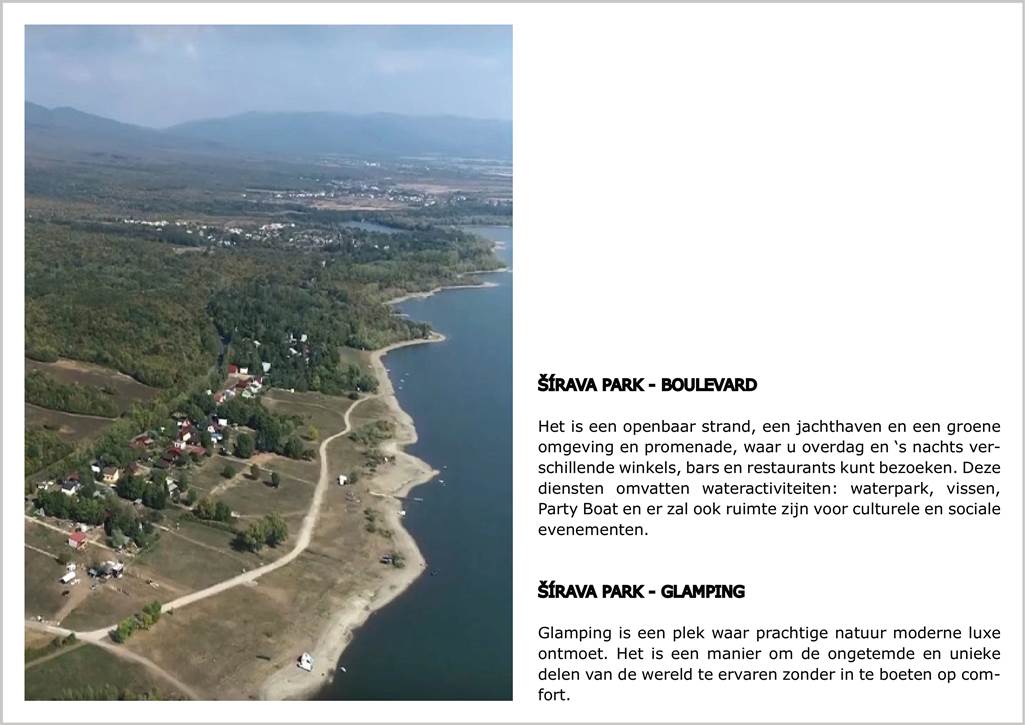 ŠÍRAVA PARK - BOULEVARD
Het is een openbaar strand, een jachthaven en een groene
omgeving en promenade, waar u overdag en ‘s nachts ver-
schillende winkels, bars en restaurants kunt bezoeken. Deze
diensten omvatten wateractiviteiten: waterpark, vissen,
Party Boat en er zal ook ruimte zijn voor culturele en sociale
evenementen.
ŠÍRAVA PARK - GLAMPING
Glamping is een plek waar prachtige natuur moderne luxe
ontmoet. Het is een manier om de ongetemde en unieke
delen van de wereld te ervaren zonder in te boeten op com-
fort.